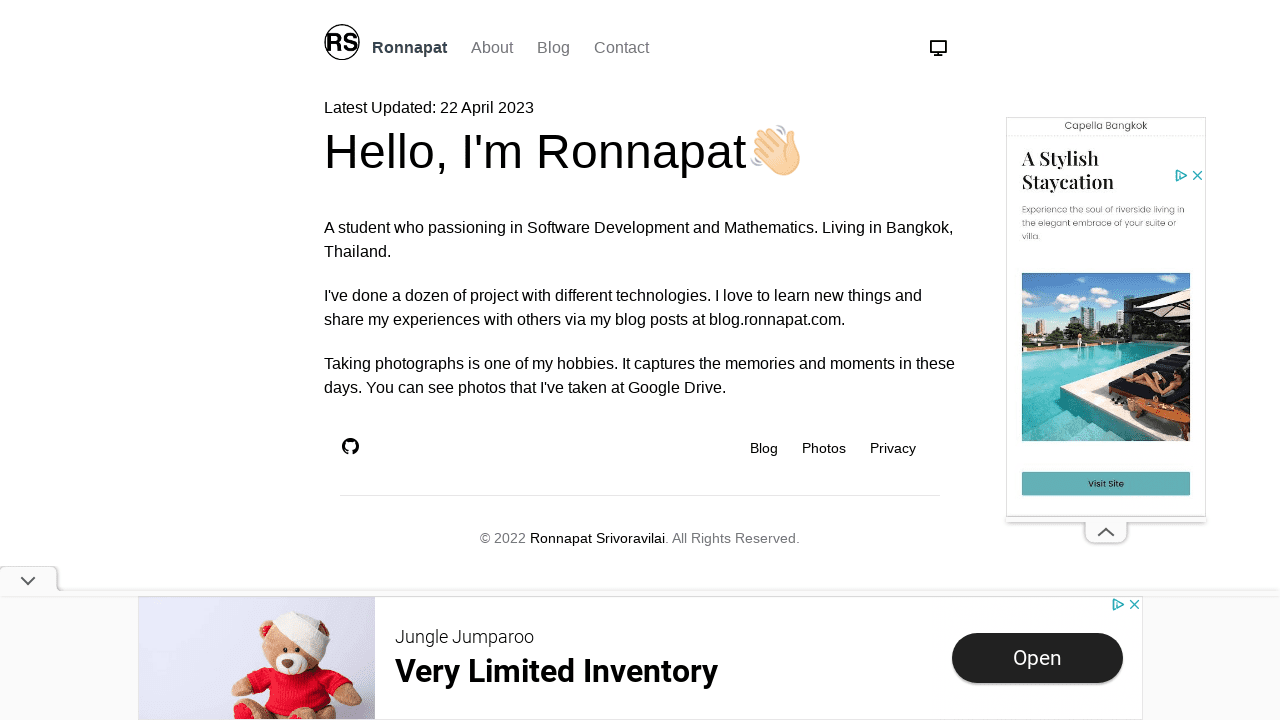 RS
Ronnapat
About
Blog
Contact
Latest Updated: 22 April 2023
Hello, I'm Ronnapat👋🏻
A student who passioning in Software Development and Mathematics. Living in Bangkok,
Thailand.
I've done a dozen of project with different technologies. I love to learn new things and
share my experiences with others via my blog posts at blog.ronnapat.com.
Taking photographs is one of my hobbies. It captures the memories and moments in these
days. You can see photos that I've taken at Google Drive.
Blog
Photos
Privacy
© 2022 Ronnapat Srivoravilai. All Rights Reserved.
Capella Bangkok
A Stylish
Staycation
Experience the soul of riverside living in
the elegant embrace of your suite or
villa.
Visit Site
Jungle Jumparoo
Very Limited Inventory
Open